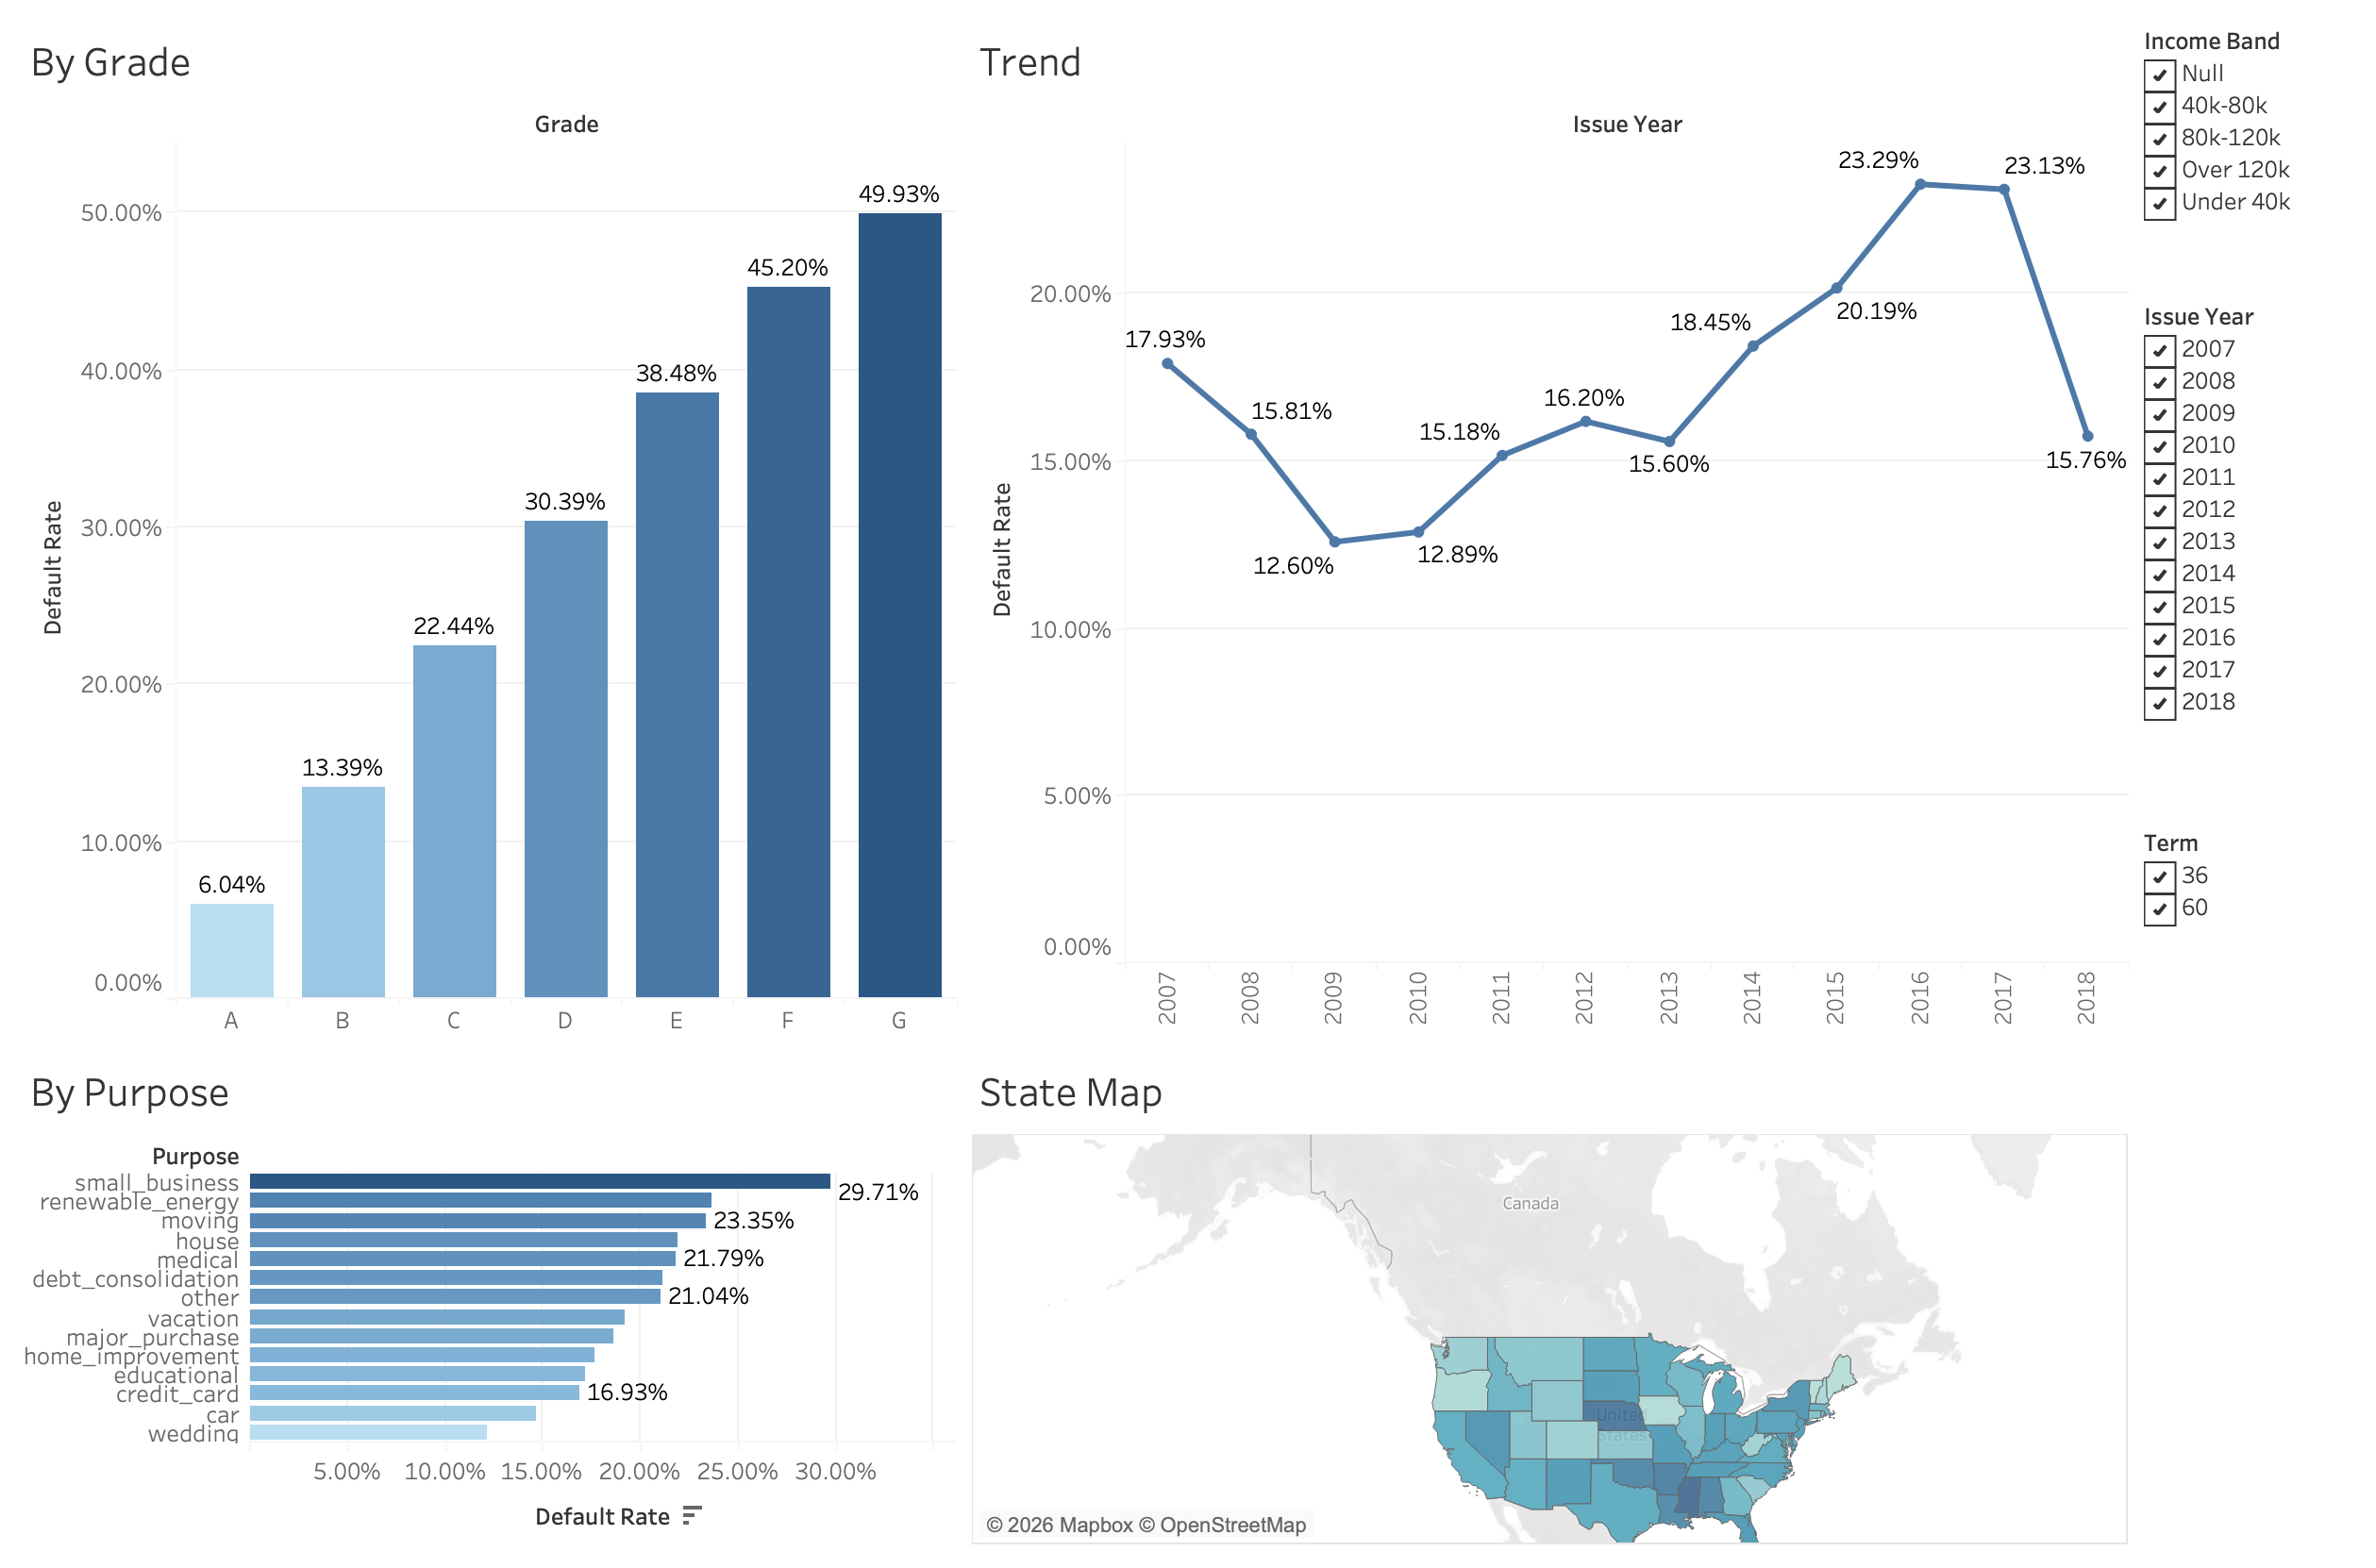 By Grade
Grade
Default Rate
50.00%
40.00%
30.00%
20.00%
10.00%
0.00%
6.04%
13.39%
22.44%
30.39%
38.48%
45.20%
49.93%
A B C D E F G
Trend
Issue Year
Default Rate
20.00%
15.00%
10.00%
5.00%
0.00%
17.93%
15.81%
12.60%
12.89%
15.18%
16.20%
15.60%
18.45%
20.19%
23.29%
23.13%
15.76%
2007 2008 2009 2010 2011 2012 2013 2014 2015 2016 2017 2018
Income Band
Null
40k-80k
80k-120k
Over 120k
Under 40k
Issue Year
2007
2008
2009
2010
2011
2012
2013
2014
2015
2016
2017
2018
Term
36
60
By Purpose
Purpose
small_business 29.71%
renewable_energy
moving 23.35%
house
medical 21.79%
debt_consolidation
other 21.04%
vacation
major_purchase
home_improvement
educational
credit_card 16.93%
car
wedding
5.00% 10.00% 15.00% 20.00% 25.00% 30.00%
Default Rate
State Map
Canada
United
States
© 2026 Mapbox © OpenStreetMap